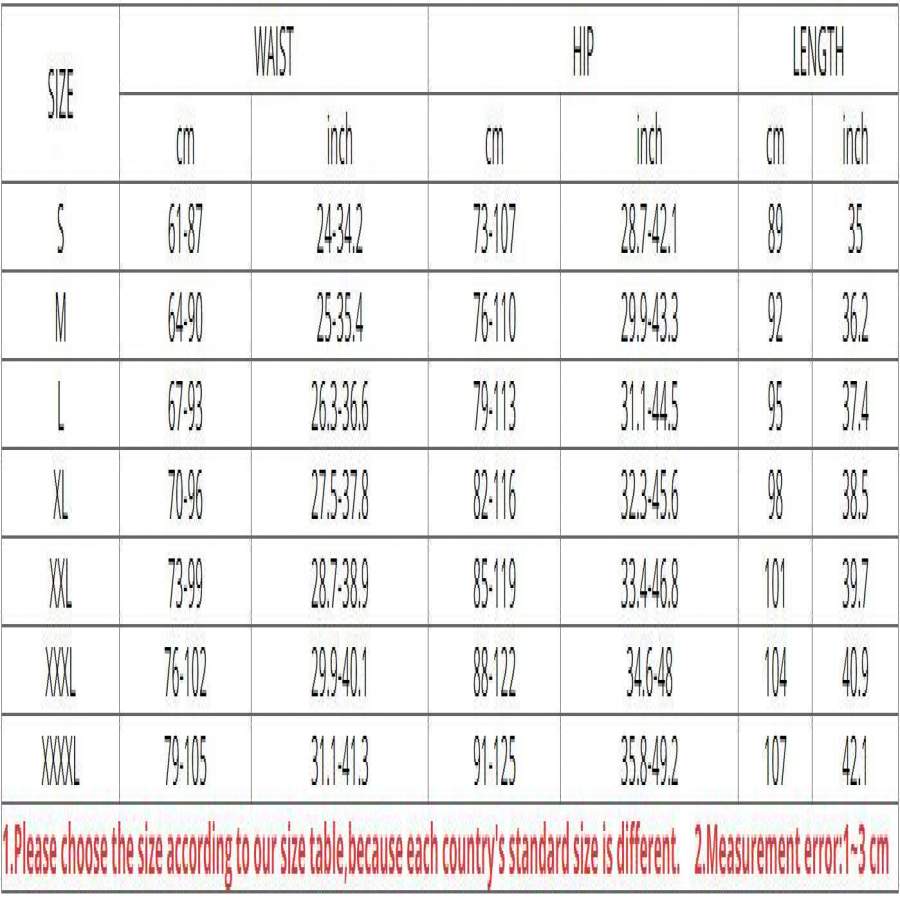 SIZE WAIST HIP LENGTH
cm inch cm inch cm inch
S 61-87 24-34.2 73-107 28.7-42.1 89 35
M 64-90 25-35.4 76-110 29.9-43.3 92 36.2
L 67-93 26.3-36.6 79-113 31.1-44.5 95 37.4
XL 70-96 27.5-37.8 82-116 32.3-45.6 98 38.5
XXL 73-99 28.7-38.9 85-119 33.4-46.8 101 39.7
XXXL 76-102 29.9-40.1 88-122 34.6-48 104 40.9
XXXXL 79-105 31.1-41.3 91-125 35.8-49.2 107 42.1
1.Please choose the size according to our size table,because each country's standard size is different. 2.Measurement error:1~3 cm